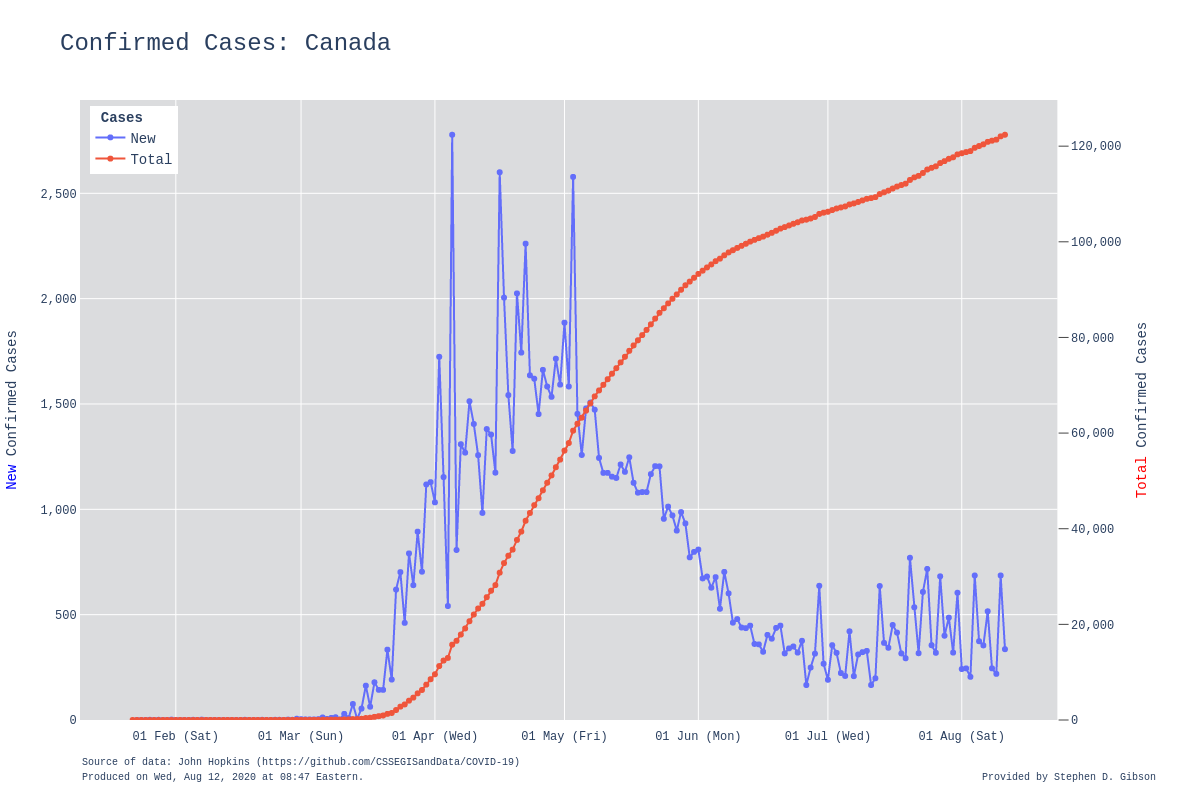 Confirmed Cases: Canada
Cases
New
Total
2,500
2,000
1,500
1,000
500
0
120,000
100,000
80,000
60,000
40,000
20,000
0
New Confirmed Cases
Total Confirmed Cases
01 Feb (Sat)
01 Mar (Sun)
01 Apr (Wed)
01 May (Fri)
01 Jun (Mon)
01 Jul (Wed)
01 Aug (Sat)
Source of data: John Hopkins (https://github.com/CSSEGISandData/COVID-19)
Produced on Wed, Aug 12, 2020 at 08:47 Eastern.
Provided by Stephen D. Gibson